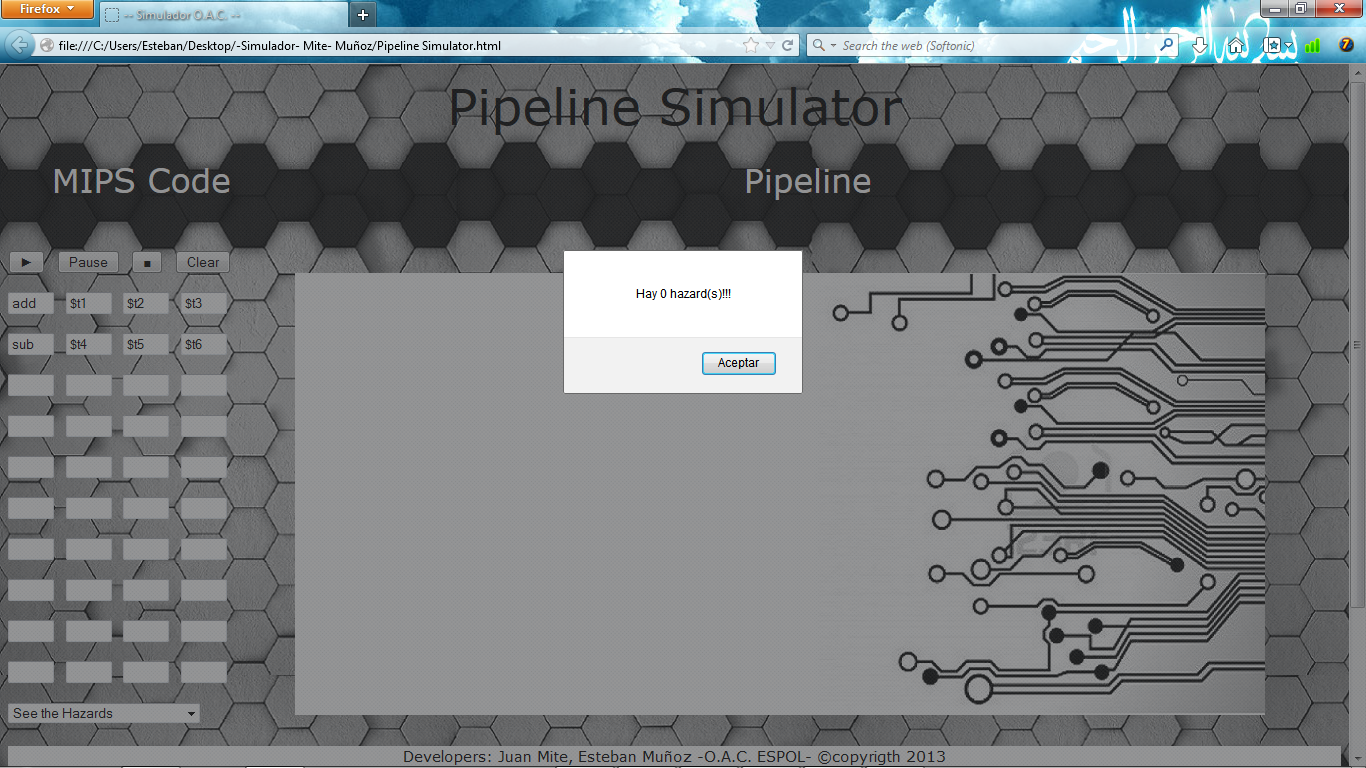 Firefox
-- Simulador O.A.C. --
file:///C:/Users/Esteban/Desktop/-Simulador- Mite- Muñoz/Pipeline Simulator.html
Search the web (Softonic)
Pipeline Simulator
MIPS Code
Pipeline
Pause
Clear
add $t1 $t2 $t3
sub $t4 $t5 $t6
Hay 0 hazard(s)!!!
Aceptar
See the Hazards
Developers: Juan Mite, Esteban Muñoz -O.A.C. ESPOL- ©copyrigth 2013